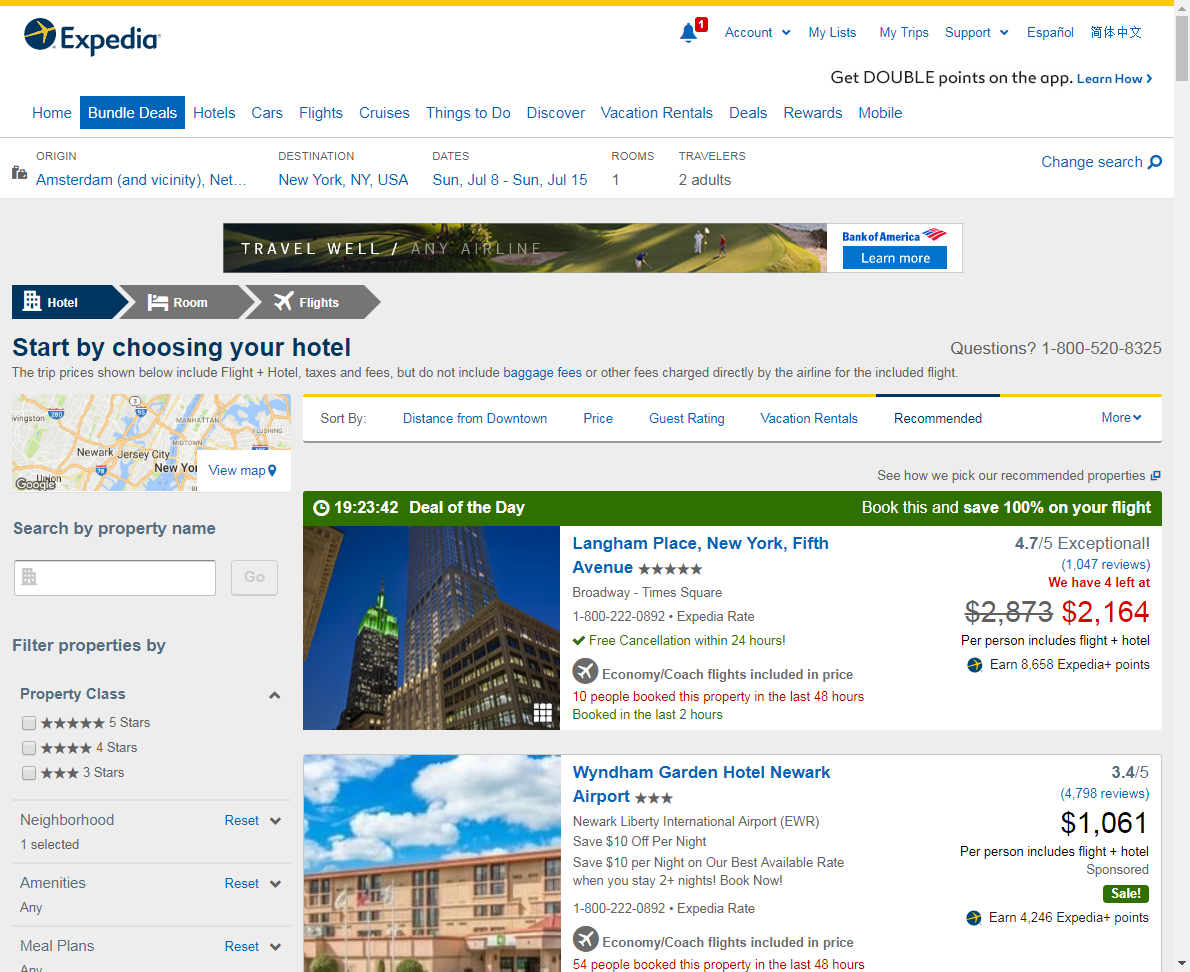 Expedia
1
Account
My Lists
My Trips
Support
Español
简体中文
Get DOUBLE points on the app. Learn How
Home
Bundle Deals
Hotels
Cars
Flights
Cruises
Things to Do
Discover
Vacation Rentals
Deals
Rewards
Mobile
ORIGIN
Amsterdam (and vicinity), Net...
DESTINATION
New York, NY, USA
DATES
Sun, Jul 8 - Sun, Jul 15
ROOMS
1
TRAVELERS
2 adults
Change search
TRAVEL WELL / ANY AIRLINE
Bank of America
Learn more
Hotel
Room
Flights
Start by choosing your hotel
Questions? 1-800-520-8325
The trip prices shown below include Flight + Hotel, taxes and fees, but do not include baggage fees or other fees charged directly by the airline for the included flight.
vingston
280
3
95
MANHATTAN
FLUSHING
MIDTOWN
Newark
Jersey City
New Yor
78
Union
Google
View map
Search by property name
Go
Filter properties by
Property Class
5 Stars
4 Stars
3 Stars
Neighborhood
Reset
1 selected
Amenities
Reset
Any
Meal Plans
Reset
Any
Sort By:
Distance from Downtown
Price
Guest Rating
Vacation Rentals
Recommended
More
See how we pick our recommended properties
19:23:42 Deal of the Day
Book this and save 100% on your flight
Langham Place, New York, Fifth
Avenue
Broadway - Times Square
1-800-222-0892 • Expedia Rate
Free Cancellation within 24 hours!
Economy/Coach flights included in price
10 people booked this property in the last 48 hours
Booked in the last 2 hours
4.7/5 Exceptional!
(1,047 reviews)
We have 4 left at
$2,873 $2,164
Per person includes flight + hotel
Earn 8,658 Expedia+ points
Wyndham Garden Hotel Newark
Airport
Newark Liberty International Airport (EWR)
Save $10 Off Per Night
Save $10 per Night on Our Best Available Rate
when you stay 2+ nights! Book Now!
1-800-222-0892 • Expedia Rate
Economy/Coach flights included in price
54 people booked this property in the last 48 hours
3.4/5
(4,798 reviews)
$1,061
Per person includes flight + hotel
Sponsored
Sale!
Earn 4,246 Expedia+ points